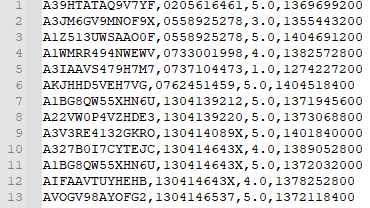 1 A39HTATAQ9V7YF,0205616461,5.0,1369699200
2 A3JM6GV9MNOF9X,0558925278,3.0,1355443200
3 A1Z513UWSAAO0F,0558925278,5.0,1404691200
4 A1WMRR494NWEWV,0733001998,4.0,1382572800
5 A3IAAVS479H7M7,0737104473,1.0,1274227200
6 AKJHHD5VEH7VG,0762451459,5.0,1404518400
7 A1BG8QW55XHN6U,1304139212,5.0,1371945600
8 A22VW0P4VZHDE3,1304139220,5.0,1373068800
9 A3V3RE4132GKRO,130414089X,5.0,1401840000
10 A327B0I7CYTEJC,130414643X,4.0,1389052800
11 A1BG8QW55XHN6U,130414643X,5.0,1372032000
12 AIFAAVTUYHEHB,130414643X,4.0,1378252800
13 AVOGV98AYOFG2,1304146537,5.0,1372118400